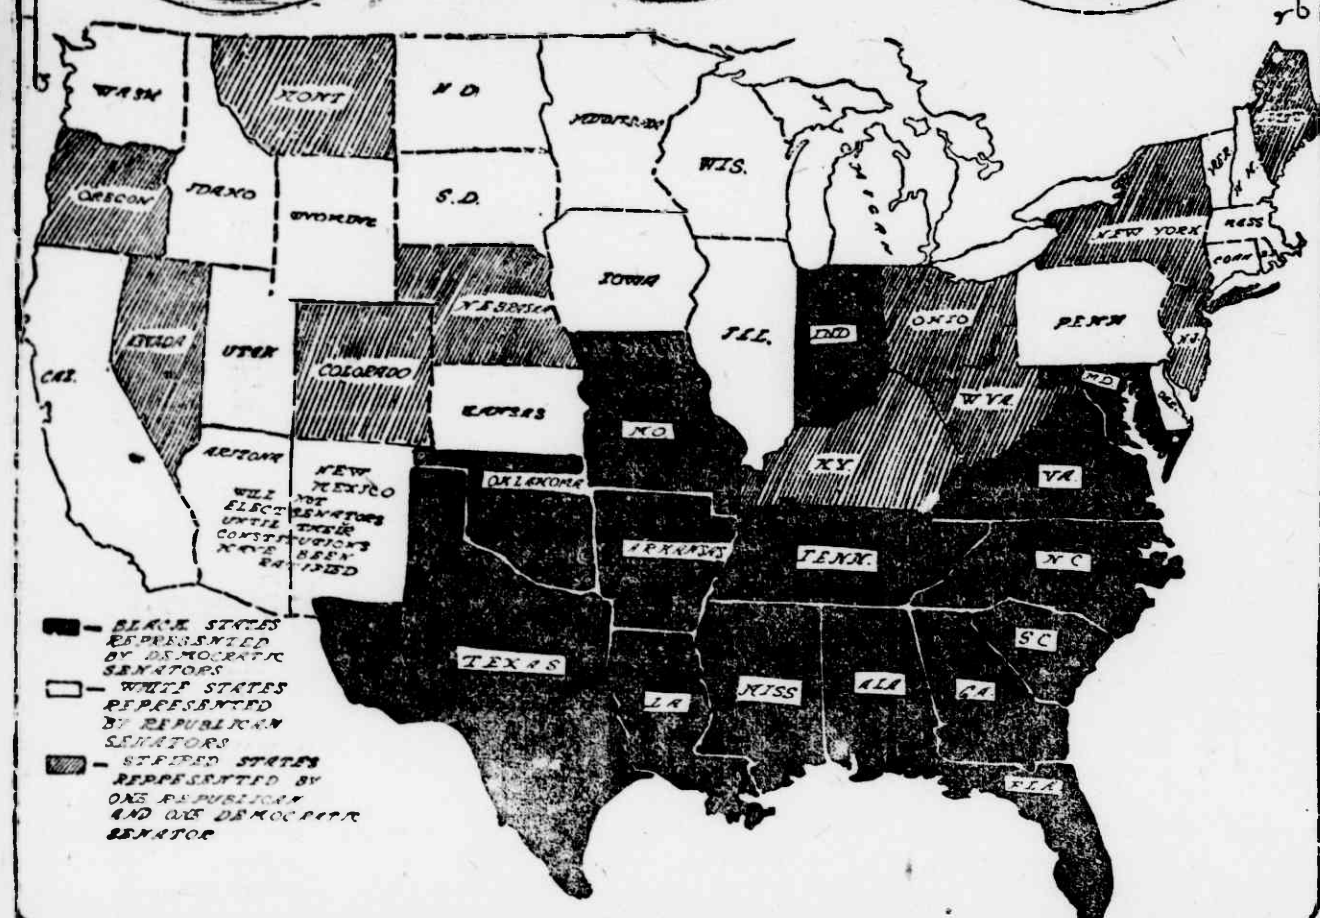 WASH
MONT
N D.
WIS.
MICH
OREGON
IDAHO
WYOMING
S.D.
VER
N H.
MASS
NEW YORK
CONN
R I
NEVADA
UTAH
NEBRASKA
IOWA
CAL.
COLORADO
KANSAS
ILL.
IND
OHIO
PENN
N.J.
MD.
DEL.
W VA.
MO
KY.
VA.
ARIZONA
NEW
MEXICO
WILL NOT
ELECT SENATORS
UNTIL THEIR
CONSTITUTIONS
HAVE BEEN
RATIFIED
OKLAHOMA
ARKANSAS
TENN.
N C
S C
TEXAS
LA
MISS
ALA
GA.
FLA
— BLACK STATES
REPRESENTED
BY DEMOCRATIC
SENATORS
— WHITE STATES
REPRESENTED
BY REPUBLICAN
SENATORS
— STRIPED STATES
REPRESENTED BY
ONE REPUBLICAN
AND ONE DEMOCRATIC
SENATOR